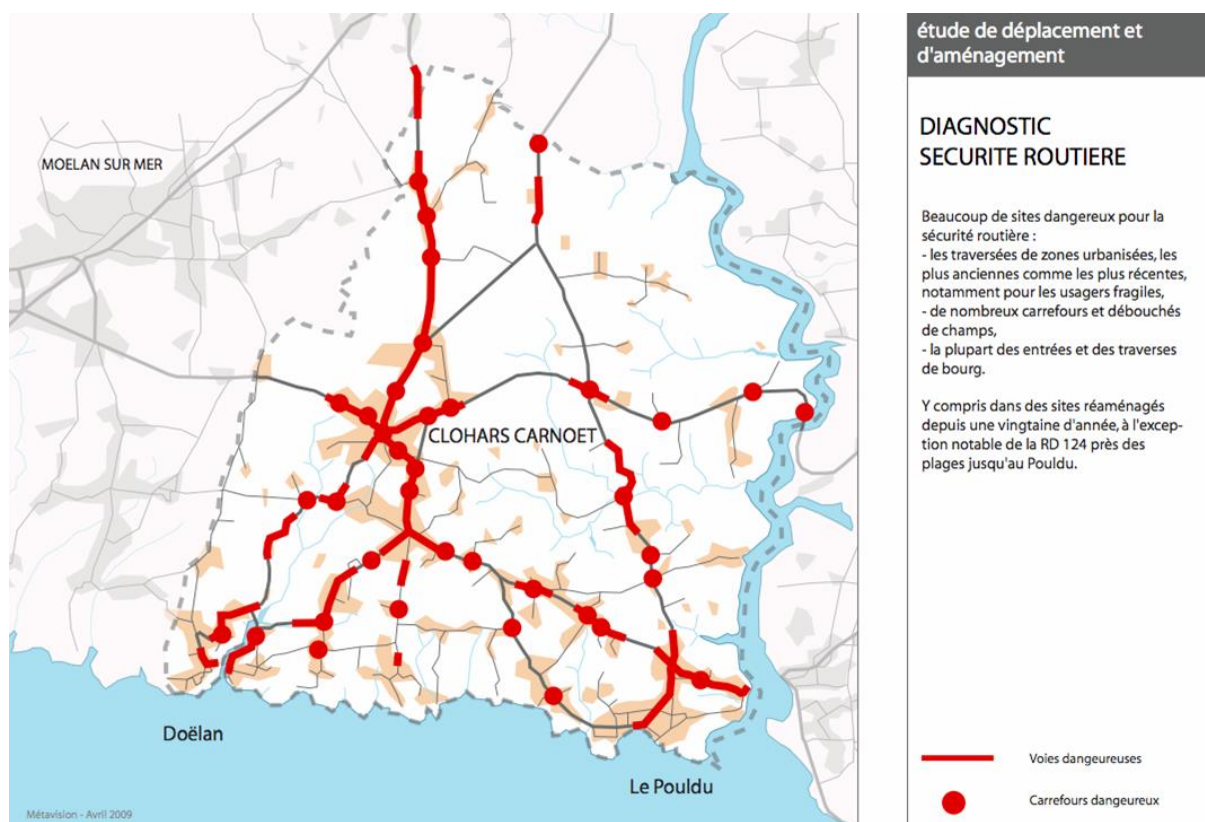 étude de déplacement et
d'aménagement
DIAGNOSTIC
SECURITE ROUTIERE
Beaucoup de sites dangereux pour la
sécurité routière :
- les traversées de zones urbanisées, les
plus anciennes comme les plus récentes,
notamment pour les usagers fragiles,
- de nombreux carrefours et débouchés
de champs,
- la plupart des entrées et des traverses
de bourg.
Y compris dans des sites réaménagés
depuis une vingtaine d'année, à l'excep-
tion notable de la RD 124 près des
plages jusqu'au Pouldu.
Voies dangeureuses
Carrefours dangeureux
MOELAN SUR MER
CLOHARS CARNOET
Doëlan
Le Pouldu
Métavision - Avril 2009